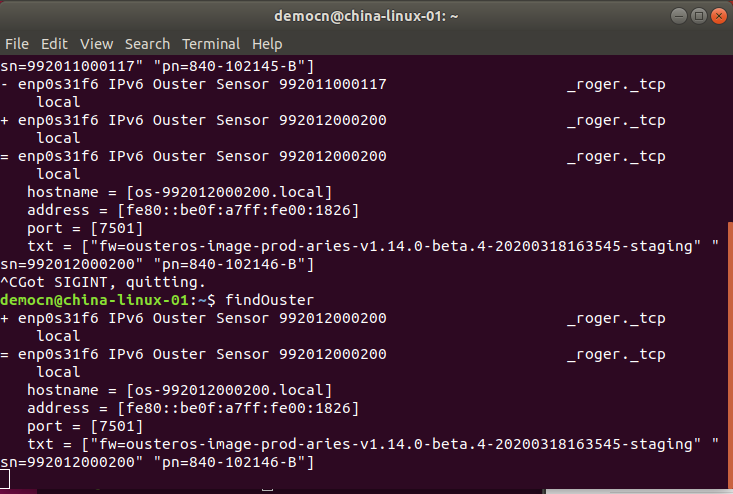 democn@china-linux-01: ~
File Edit View Search Terminal Help
sn=992011000117" "pn=840-102145-B"]
- enp0s31f6 IPv6 Ouster Sensor 992011000117 _roger._tcp
local
+ enp0s31f6 IPv6 Ouster Sensor 992012000200 _roger._tcp
local
= enp0s31f6 IPv6 Ouster Sensor 992012000200 _roger._tcp
local
hostname = [os-992012000200.local]
address = [fe80::be0f:a7ff:fe00:1826]
port = [7501]
txt = ["fw=ousteros-image-prod-aries-v1.14.0-beta.4-20200318163545-staging" "
sn=992012000200" "pn=840-102146-B"]
^CGot SIGINT, quitting.
democn@china-linux-01:~$ findOuster
+ enp0s31f6 IPv6 Ouster Sensor 992012000200 _roger._tcp
local
= enp0s31f6 IPv6 Ouster Sensor 992012000200 _roger._tcp
local
hostname = [os-992012000200.local]
address = [fe80::be0f:a7ff:fe00:1826]
port = [7501]
txt = ["fw=ousteros-image-prod-aries-v1.14.0-beta.4-20200318163545-staging" "
sn=992012000200" "pn=840-102146-B"]